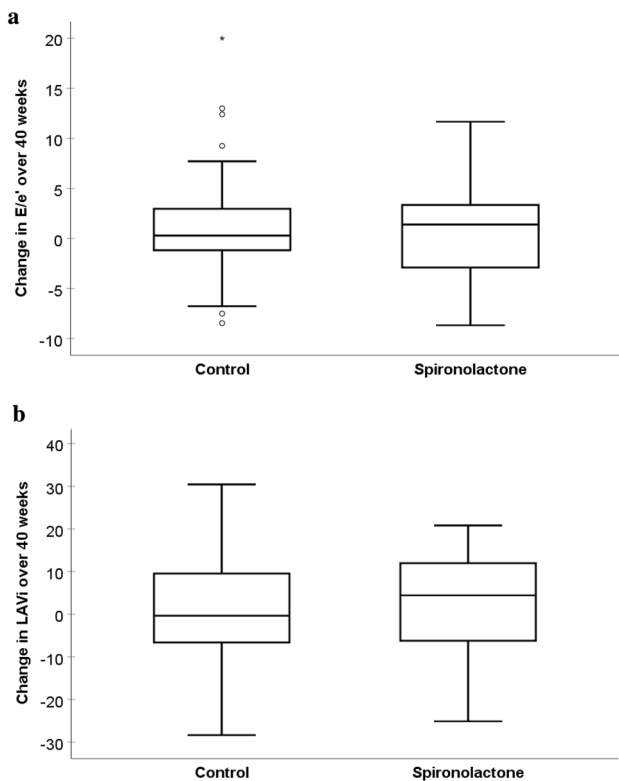 a
Change in E/e' over 40 weeks
20
15
10
5
0
-5
-10
Control Spironolactone
b
Change in LAVi over 40 weeks
40
30
20
10
0
-10
-20
-30
Control Spironolactone